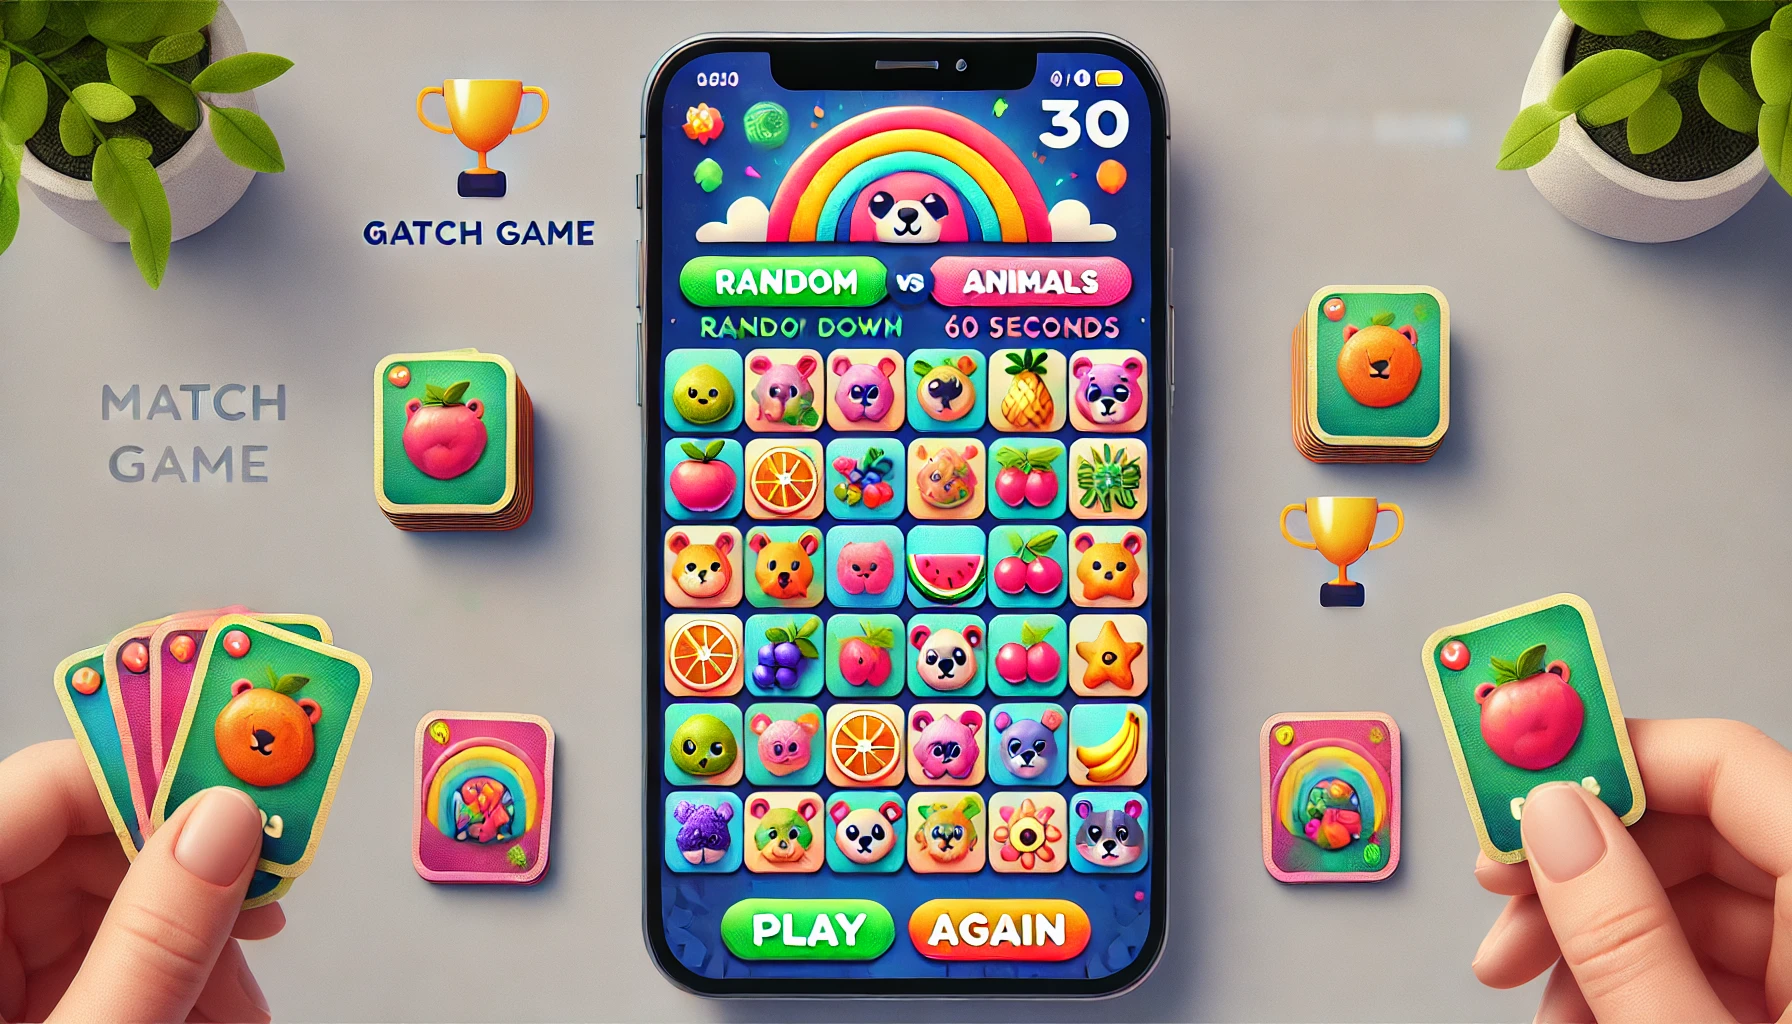 30
GATCH GAME
RANDOM VS ANIMALS
RANDO DOWN 60 SECONDS
MATCH
GAME
PLAY AGAIN